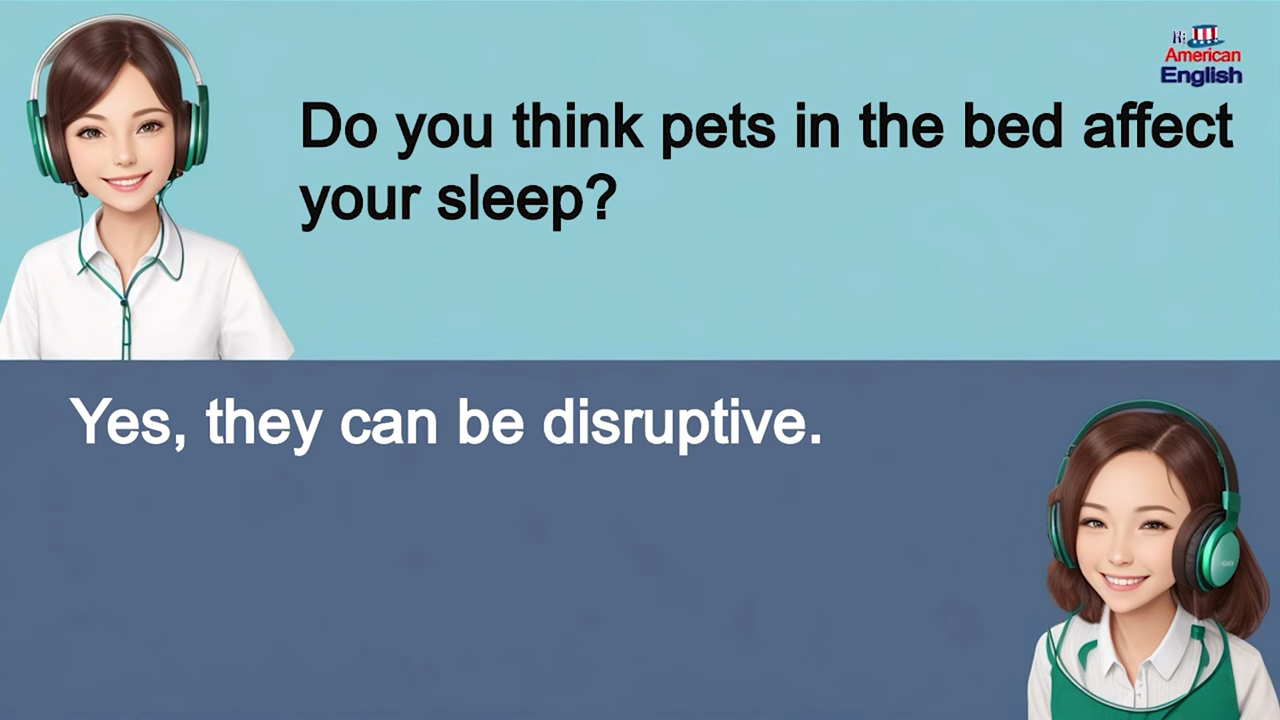 American
English
Do you think pets in the bed affect
your sleep?
Yes, they can be disruptive.